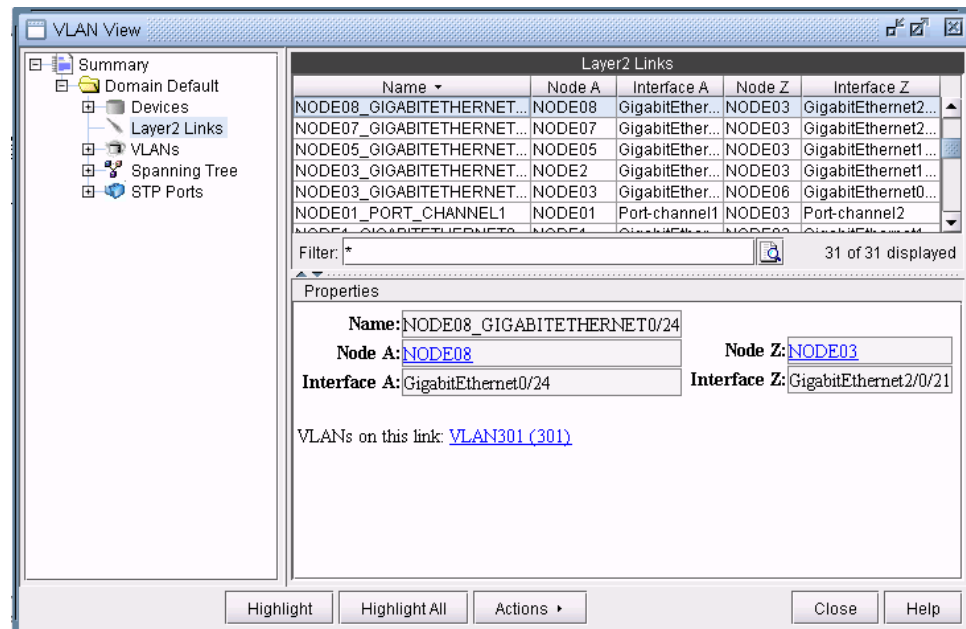 VLAN View
Summary
Domain Default
Devices
Layer2 Links
VLANs
Spanning Tree
STP Ports
Layer2 Links
Name Node A Interface A Node Z Interface Z
NODE08_GIGABITETHERNET... NODE08 GigabitEther... NODE03 GigabitEthernet2...
NODE07_GIGABITETHERNET... NODE07 GigabitEther... NODE03 GigabitEthernet2...
NODE05_GIGABITETHERNET... NODE05 GigabitEther... NODE03 GigabitEthernet1...
NODE03_GIGABITETHERNET... NODE2 GigabitEther... NODE03 GigabitEthernet1...
NODE03_GIGABITETHERNET... NODE03 GigabitEther... NODE06 GigabitEthernet0...
NODE01_PORT_CHANNEL1 NODE01 Port-channel1 NODE03 Port-channel2
Filter: * 31 of 31 displayed
Properties
Name: NODE08_GIGABITETHERNET0/24
Node A: NODE08 Node Z: NODE03
Interface A: GigabitEthernet0/24 Interface Z: GigabitEthernet2/0/21
VLANs on this link: VLAN301 (301)
Highlight Highlight All Actions Close Help